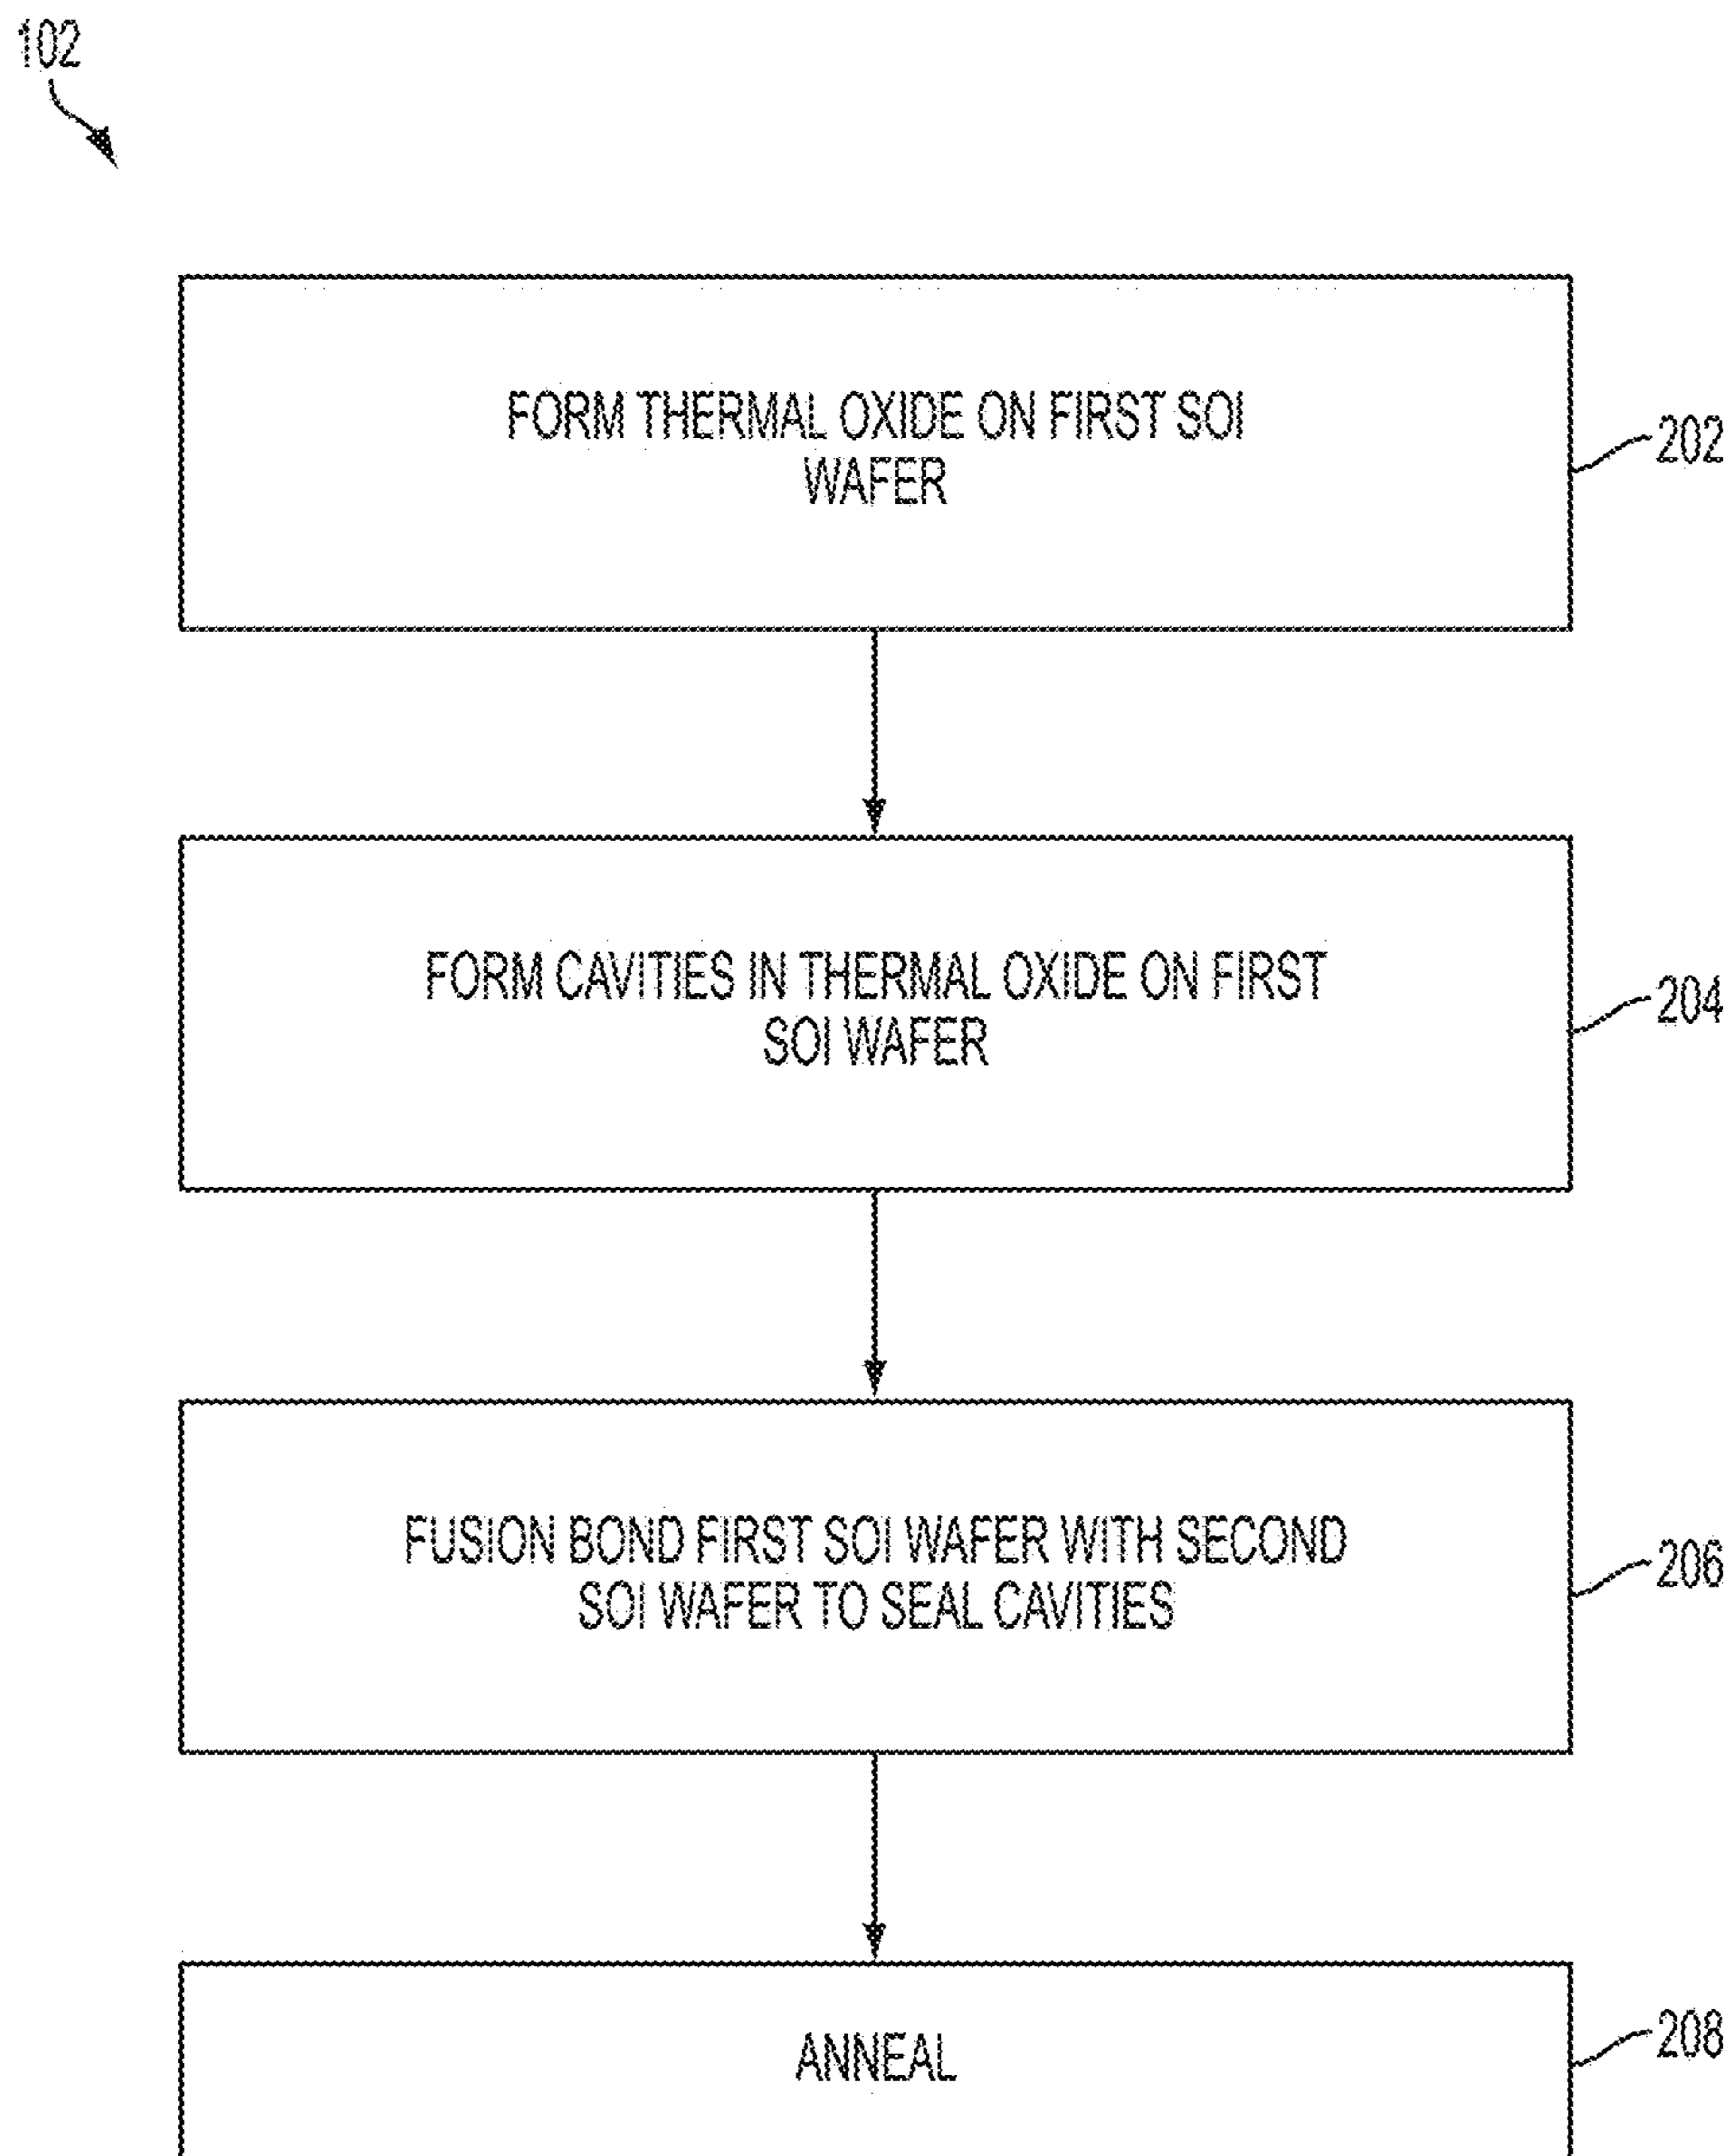 102
FORM THERMAL OXIDE ON FIRST SOI
WAFER
202
FORM CAVITIES IN THERMAL OXIDE ON FIRST
SOI WAFER
204
FUSION BOND FIRST SOI WAFER WITH SECOND
SOI WAFER TO SEAL CAVITIES
206
ANNEAL
208